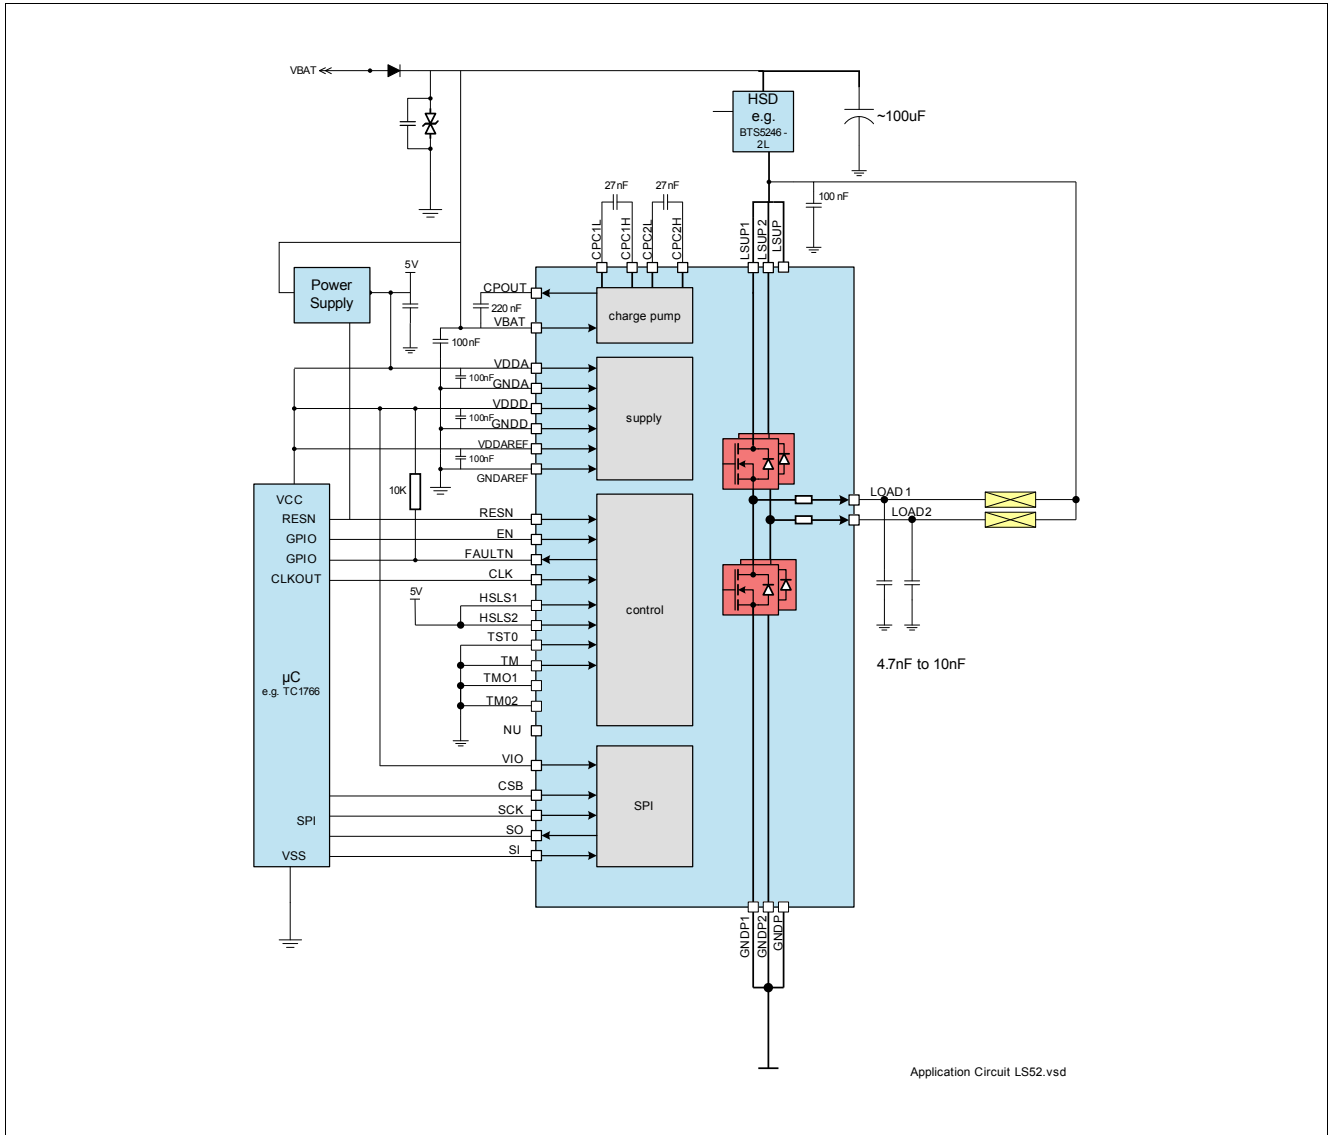 VBAT
HSD
e.g.
BTS5246 -
2L
~100uF
27nF
27nF
100 nF
CPC1L
CPC1H
CPC2L
CPC2H
LSUP1
LSUP2
LSUP
5V
Power
Supply
CPOUT
220 nF
VBAT
100nF
charge pump
VDDA
100nF
GNDA
VDDD
100nF
GNDD
VDDAREF
100nF
GNDAREF
supply
10K
VCC
RESN
GPIO
GPIO
CLKOUT
µC
e.g. TC1766
SPI
VSS
RESN
EN
FAULTN
CLK
5V
HSLS1
HSLS2
TST0
TM
TMO1
TM02
NU
control
VIO
CSB
SCK
SO
SI
SPI
LOAD1
LOAD2
4.7nF to 10nF
GNDP1
GNDP2
GNDP
Application Circuit LS52.vsd